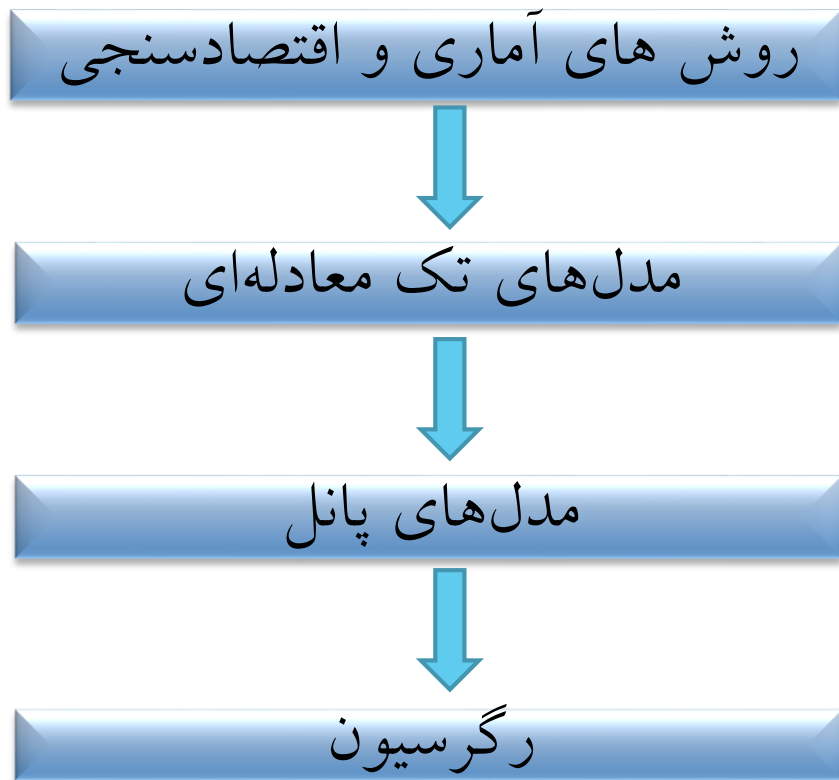 روش های آماری و اقتصادسنجی
مدل‌های تک معادله‌ای
مدل‌های پانل
رگرسیون